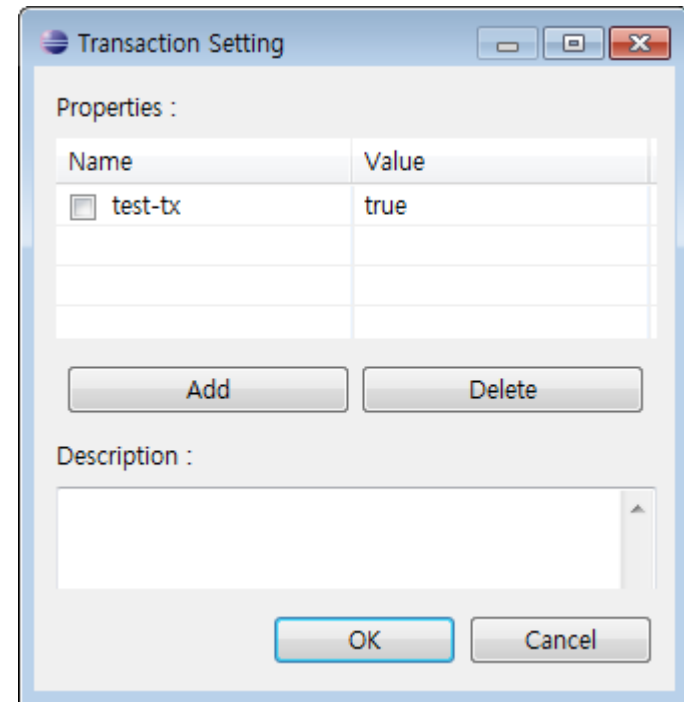 Transaction Setting
Properties :
Name Value
test-tx true
Add Delete
Description :
OK Cancel